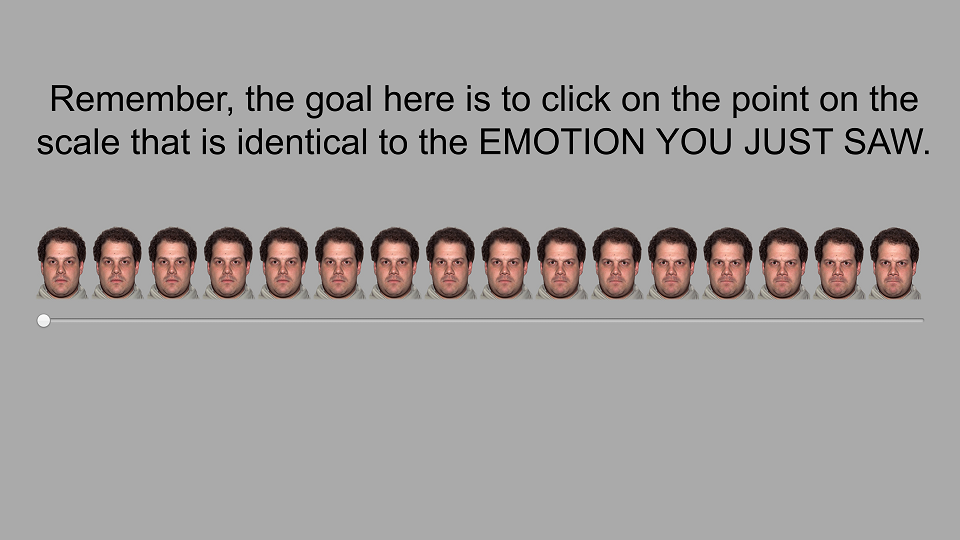 Remember, the goal here is to click on the point on the
scale that is identical to the EMOTION YOU JUST SAW.